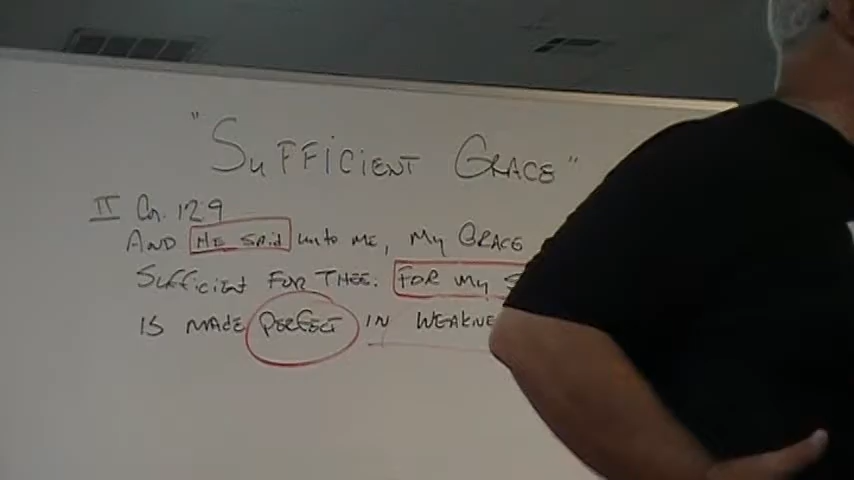 "Sufficient Grace"
II Cor. 12:9
And He said unto me, My Grace
Sufficient for thee: for my S
is made perfect in weakne